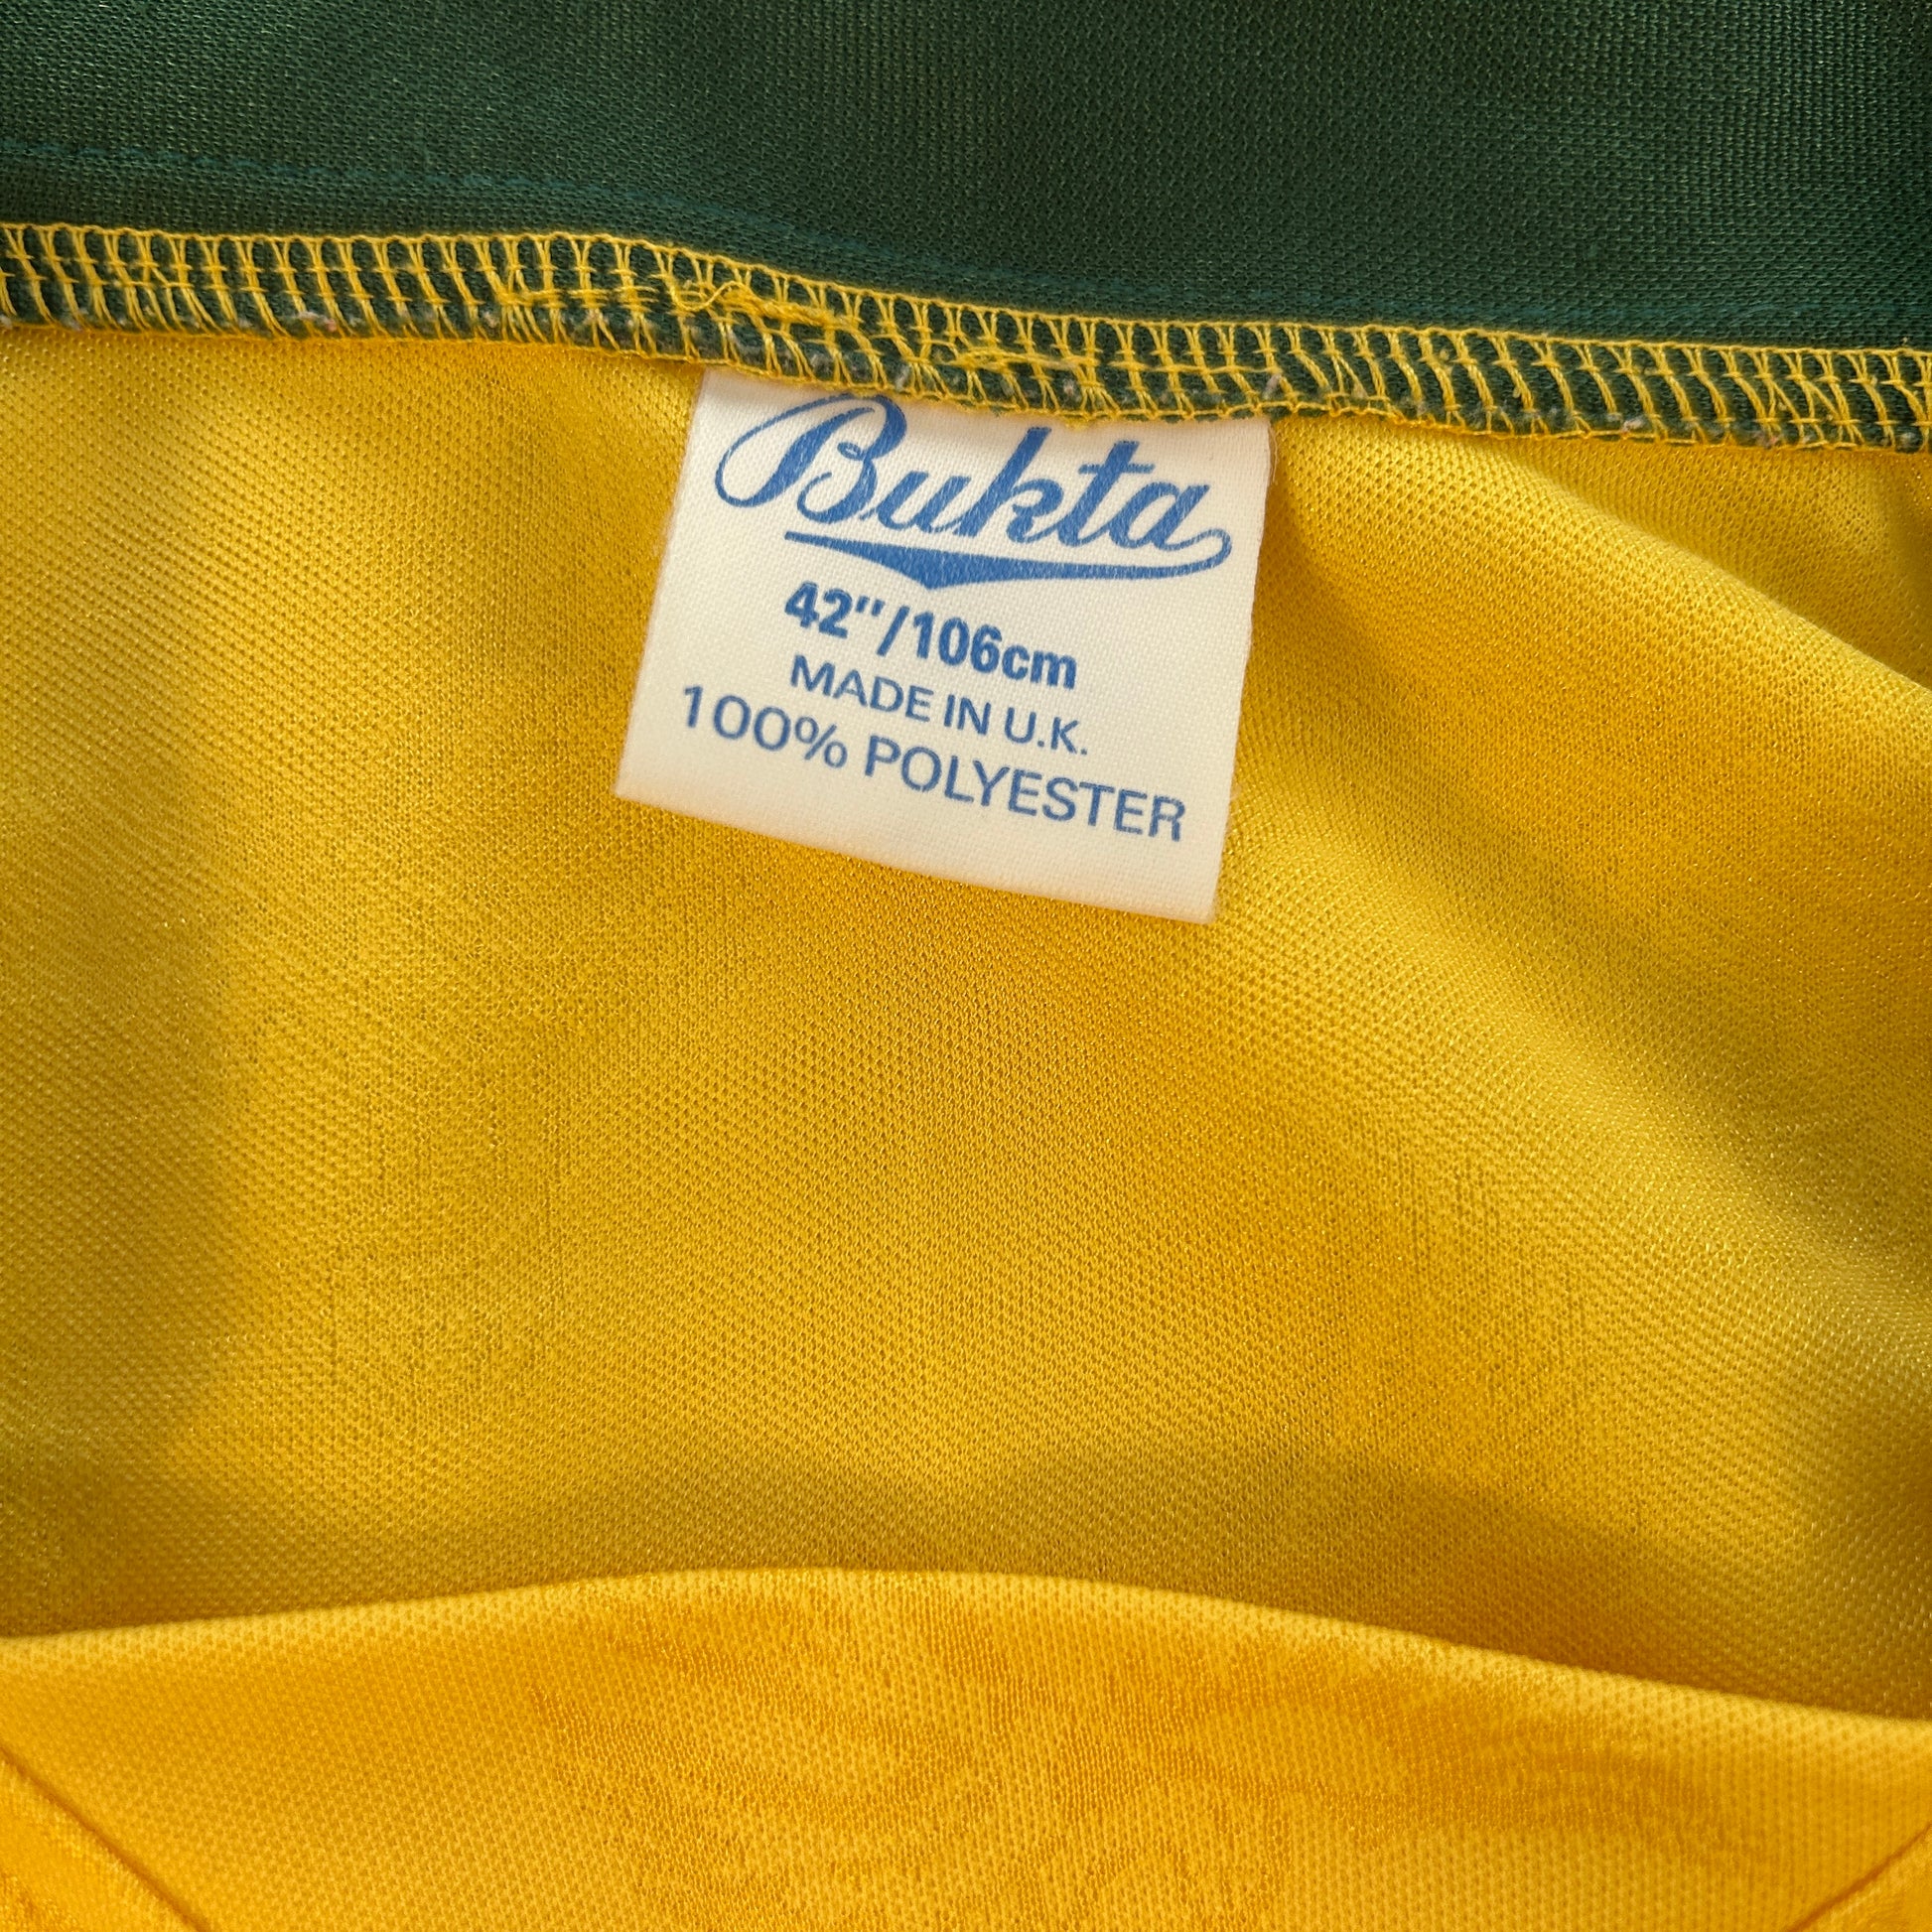 Bukta
42"/106cm
MADE IN U.K.
100% POLYESTER